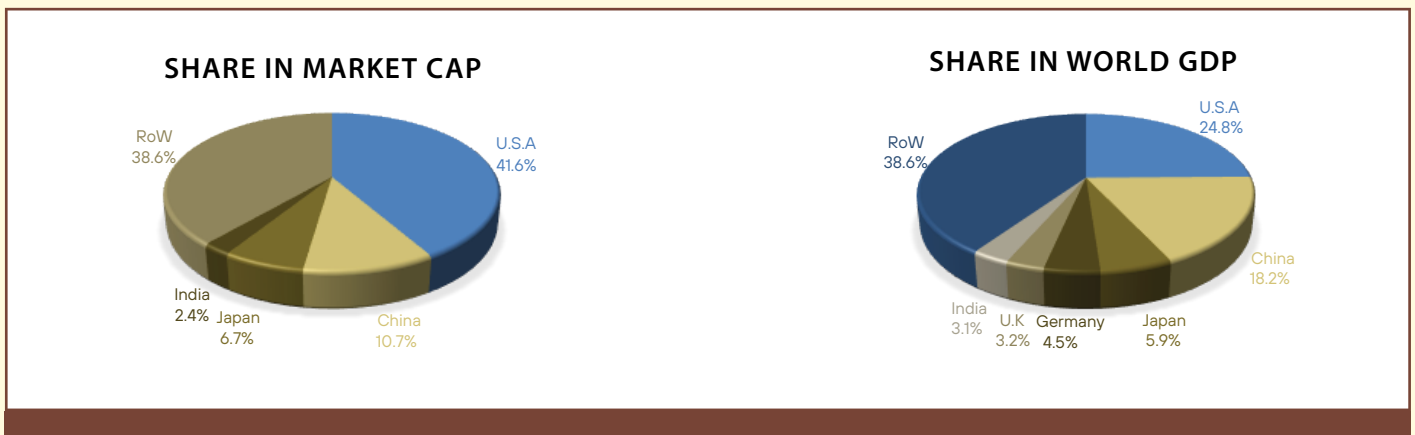 SHARE IN MARKET CAP
RoW
38.6%
U.S.A
41.6%
India
2.4%
Japan
6.7%
China
10.7%
SHARE IN WORLD GDP
U.S.A
24.8%
RoW
38.6%
China
18.2%
India
3.1%
U.K
3.2%
Germany
4.5%
Japan
5.9%